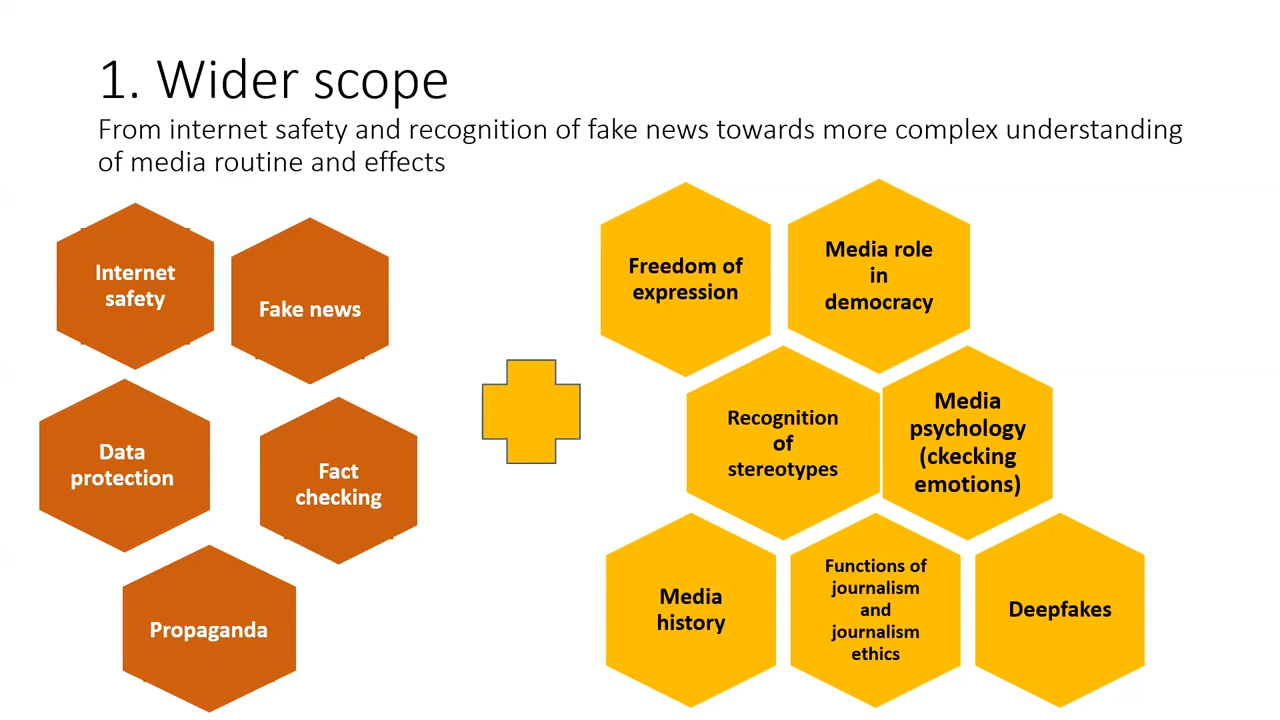 1. Wider scope
From internet safety and recognition of fake news towards more complex understanding
of media routine and effects
Internet
safety
Fake news
Data
protection
Fact
checking
Propaganda
Freedom of
expression
Media role
in
democracy
Recognition
of
stereotypes
Media
psychology
(ckecking
emotions)
Media
history
Functions of
journalism
and
journalism
ethics
Deepfakes